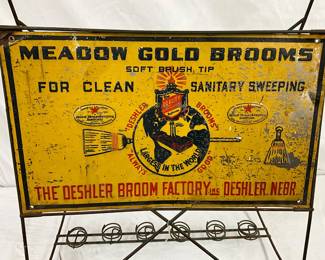 MEADOW GOLD BROOMS
SOFT BRUSH TIP
FOR CLEAN SANITARY SWEEPING
"DESHLER BROOMS"
ALWAYS GOOD
LARGEST IN THE WORLD
THE DESHLER BROOM FACTORY INC DESHLER, NEBR.